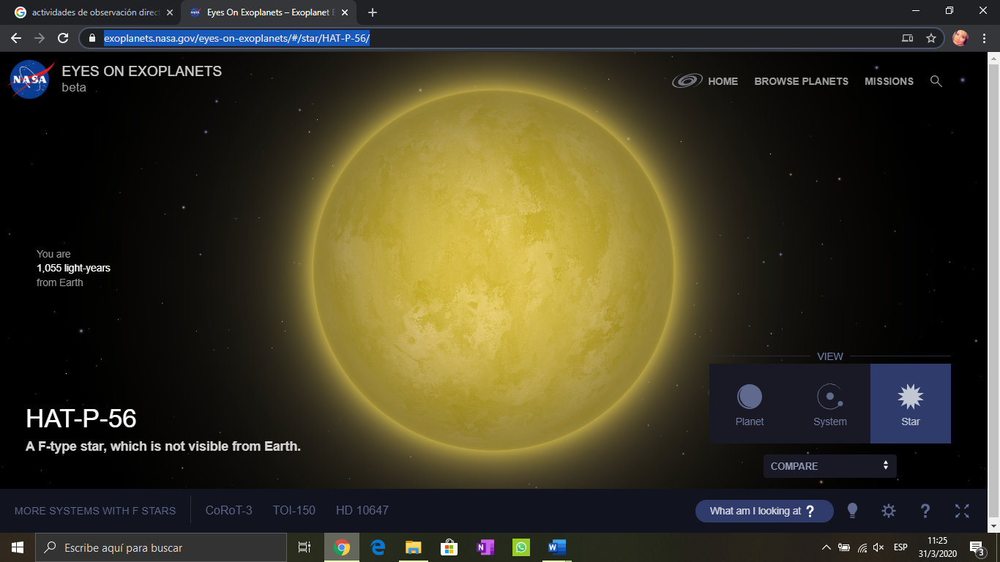 actividades de observación direct
Eyes On Exoplanets – Exoplanet E
exoplanets.nasa.gov/eyes-on-exoplanets/#/star/HAT-P-56/
NASA
EYES ON EXOPLANETS
beta
HOME
BROWSE PLANETS
MISSIONS
You are
1,055 light-years
from Earth
VIEW
Planet
System
Star
COMPARE
HAT-P-56
A F-type star, which is not visible from Earth.
MORE SYSTEMS WITH F STARS
CoRoT-3
TOI-150
HD 10647
What am I looking at ?
?
Escribe aquí para buscar
ESP
11:25
31/3/2020
3